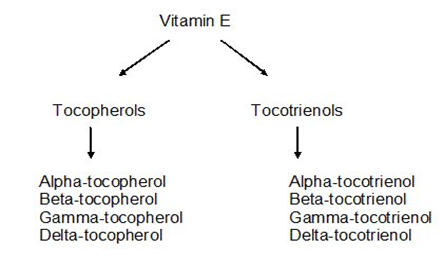 Vitamin E
Tocopherols
Tocotrienols
Alpha-tocopherol
Beta-tocopherol
Gamma-tocopherol
Delta-tocopherol
Alpha-tocotrienol
Beta-tocotrienol
Gamma-tocotrienol
Delta-tocotrienol